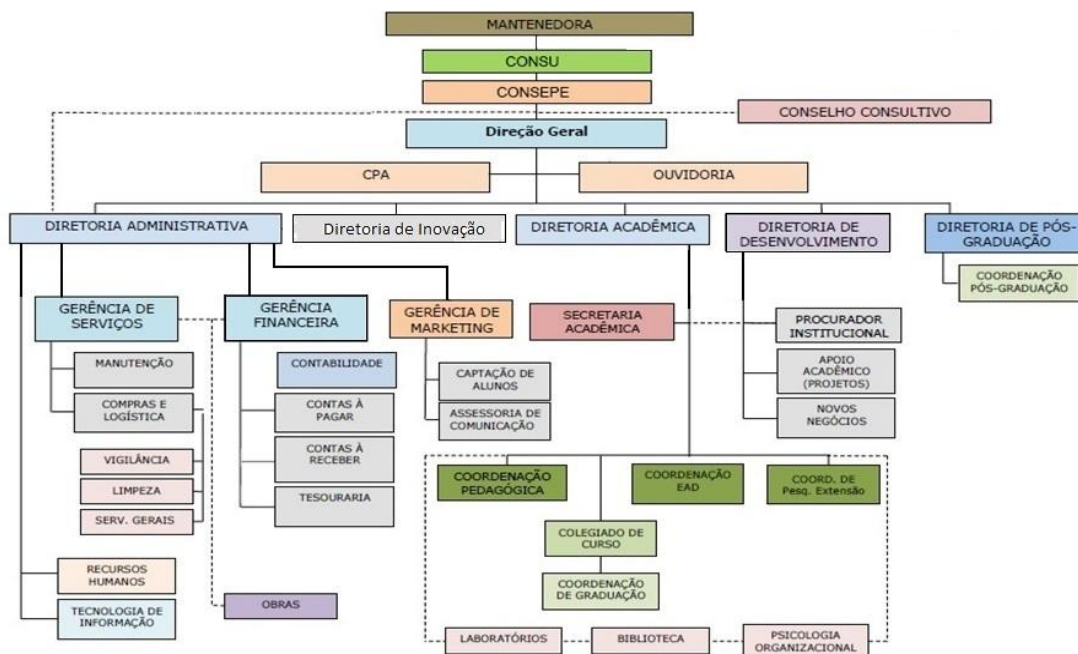 MANTENEDORA
CONSU
CONSEPE
CONSELHO CONSULTIVO
Direção Geral
CPA
OUVIDORIA
DIRETORIA ADMINISTRATIVA
Diretoria de Inovação
DIRETORIA ACADÊMICA
DIRETORIA DE
DESENVOLVIMENTO
DIRETORIA DE PÓS-
GRADUAÇÃO
COORDENAÇÃO
PÓS-GRADUAÇÃO
GERÊNCIA DE
SERVIÇOS
GERÊNCIA
FINANCEIRA
GERÊNCIA DE
MARKETING
SECRETARIA
ACADÊMICA
PROCURADOR
INSTITUCIONAL
MANUTENÇÃO
CONTABILIDADE
CAPTAÇÃO DE
ALUNOS
APOIO
ACADÊMICO
(PROJETOS)
COMPRAS E
LOGÍSTICA
CONTAS À
PAGAR
ASSESSORIA DE
COMUNICAÇÃO
NOVOS
NEGÓCIOS
VIGILÂNCIA
CONTAS À
RECEBER
LIMPEZA
TESOURARIA
SERV. GERAIS
COORDENAÇÃO
PEDAGÓGICA
COORDENAÇÃO
EAD
COORD. DE
Pesq. Extensão
COLEGIADO DE
CURSO
COORDENAÇÃO
DE GRADUAÇÃO
RECURSOS
HUMANOS
TECNOLOGIA DE
INFORMAÇÃO
OBRAS
LABORATÓRIOS
BIBLIOTECA
PSICOLOGIA
ORGANIZACIONAL